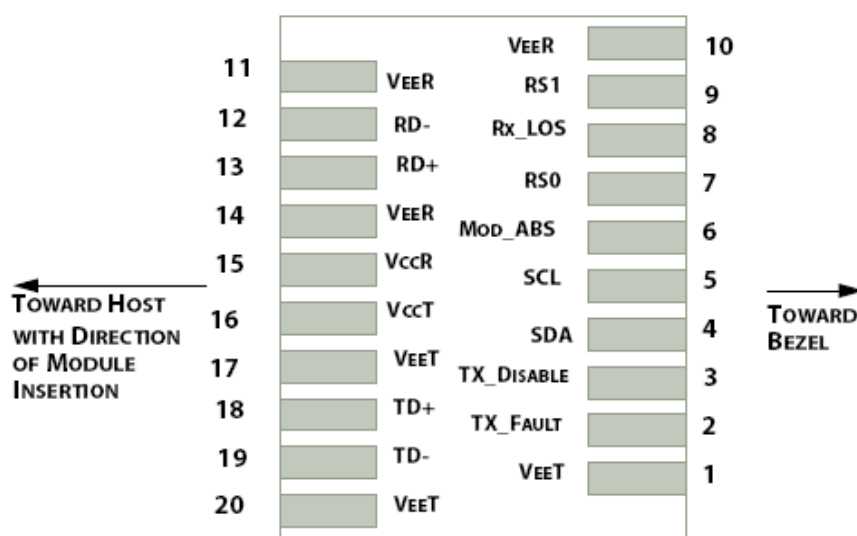 VEER 10
11 VEER
RS1 9
12 RD-
Rx_LOS 8
13 RD+
RS0 7
14 VEER
MOD_ABS 6
15 VCCR
SCL 5
TOWARD HOST
WITH DIRECTION
OF MODULE
INSERTION
TOWARD
BEZEL
16 VCCT
SDA 4
17 VEET
TX_DISABLE 3
18 TD+
TX_FAULT 2
19 TD-
VEET 1
20 VEET